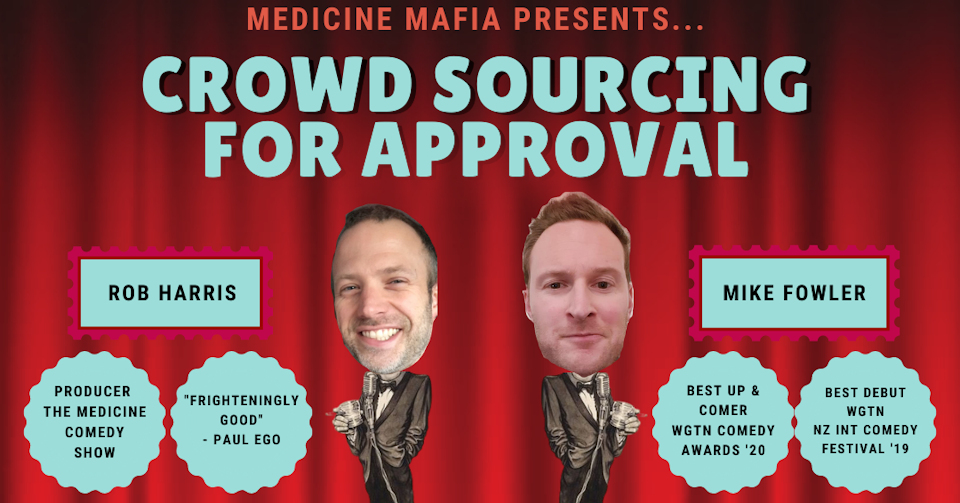 MEDICINE MAFIA PRESENTS...
CROWD SOURCING
FOR APPROVAL
ROB HARRIS
MIKE FOWLER
PRODUCER
THE MEDICINE
COMEDY
SHOW
"FRIGHTENINGLY
GOOD"
- PAUL EGO
BEST UP &
COMER
WGTN COMEDY
AWARDS '20
BEST DEBUT
WGTN
NZ INT COMEDY
FESTIVAL '19